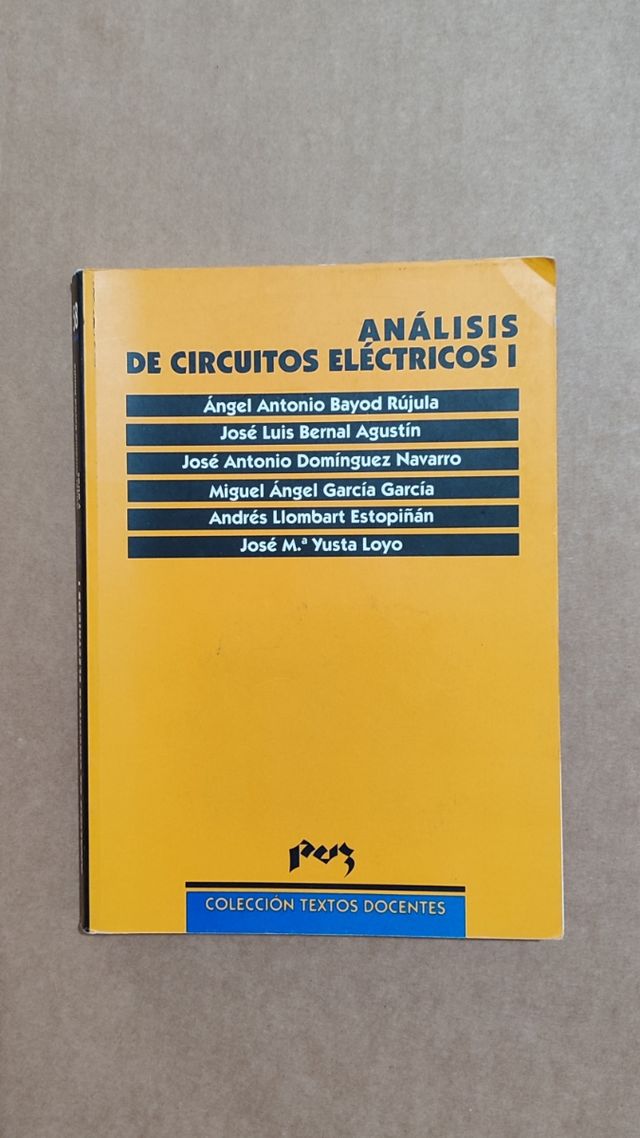 ANÁLISIS
DE CIRCUITOS ELÉCTRICOS I
Ángel Antonio Bayod Rújula
José Luis Bernal Agustín
José Antonio Domínguez Navarro
Miguel Ángel García García
Andrés Llombart Estopiñán
José M.ª Yusta Loyo
puz
COLECCIÓN TEXTOS DOCENTES